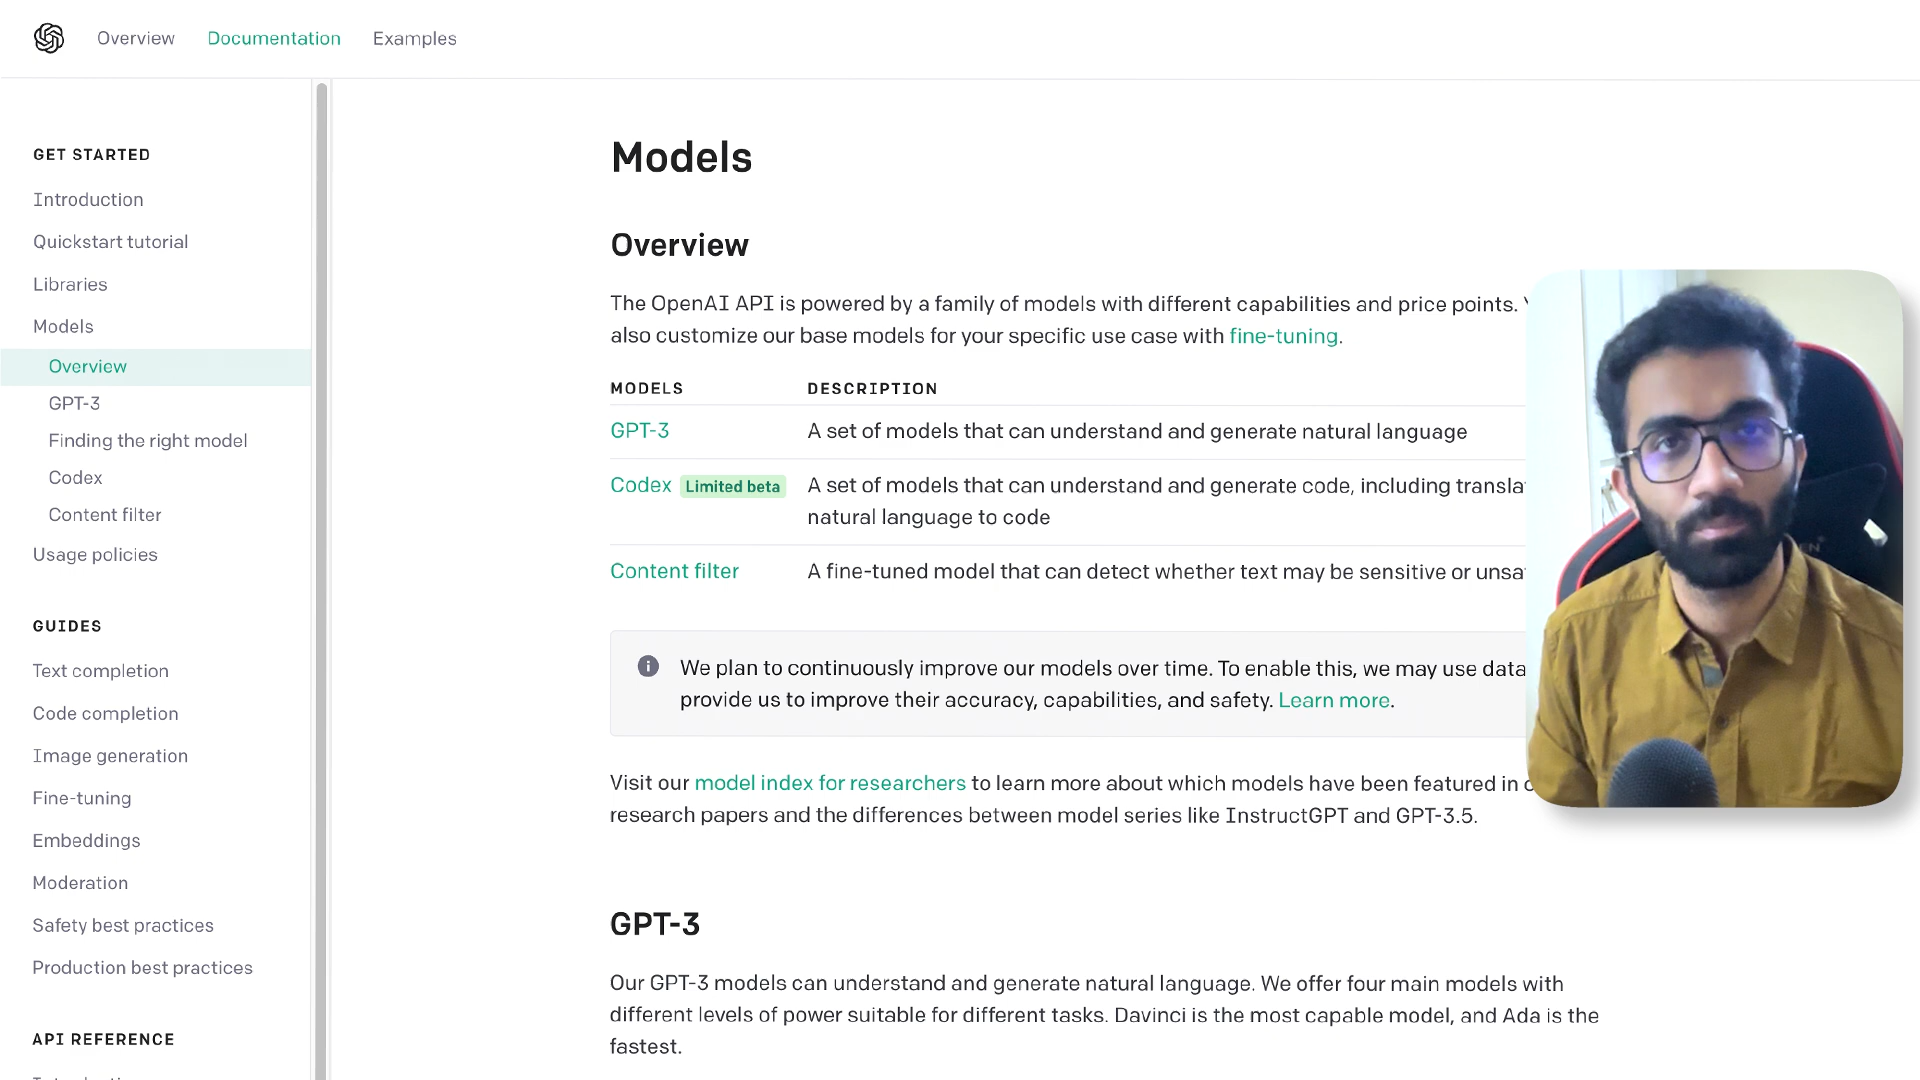 Overview Documentation Examples
GET STARTED
Introduction
Quickstart tutorial
Libraries
Models
Overview
GPT-3
Finding the right model
Codex
Content filter
Usage policies
GUIDES
Text completion
Code completion
Image generation
Fine-tuning
Embeddings
Moderation
Safety best practices
Production best practices
API REFERENCE
Models
Overview
The OpenAI API is powered by a family of models with different capabilities and price points.
also customize our base models for your specific use case with fine-tuning.
MODELS DESCRIPTION
GPT-3 A set of models that can understand and generate natural language
Codex Limited beta A set of models that can understand and generate code, including
natural language to code
Content filter A fine-tuned model that can detect whether text may be sensitive or
We plan to continuously improve our models over time. To enable this, we may use data
provide us to improve their accuracy, capabilities, and safety. Learn more.
Visit our model index for researchers to learn more about which models have been featured in
research papers and the differences between model series like InstructGPT and GPT-3.5.
GPT-3
Our GPT-3 models can understand and generate natural language. We offer four main models with
different levels of power suitable for different tasks. Davinci is the most capable model, and Ada is the
fastest.